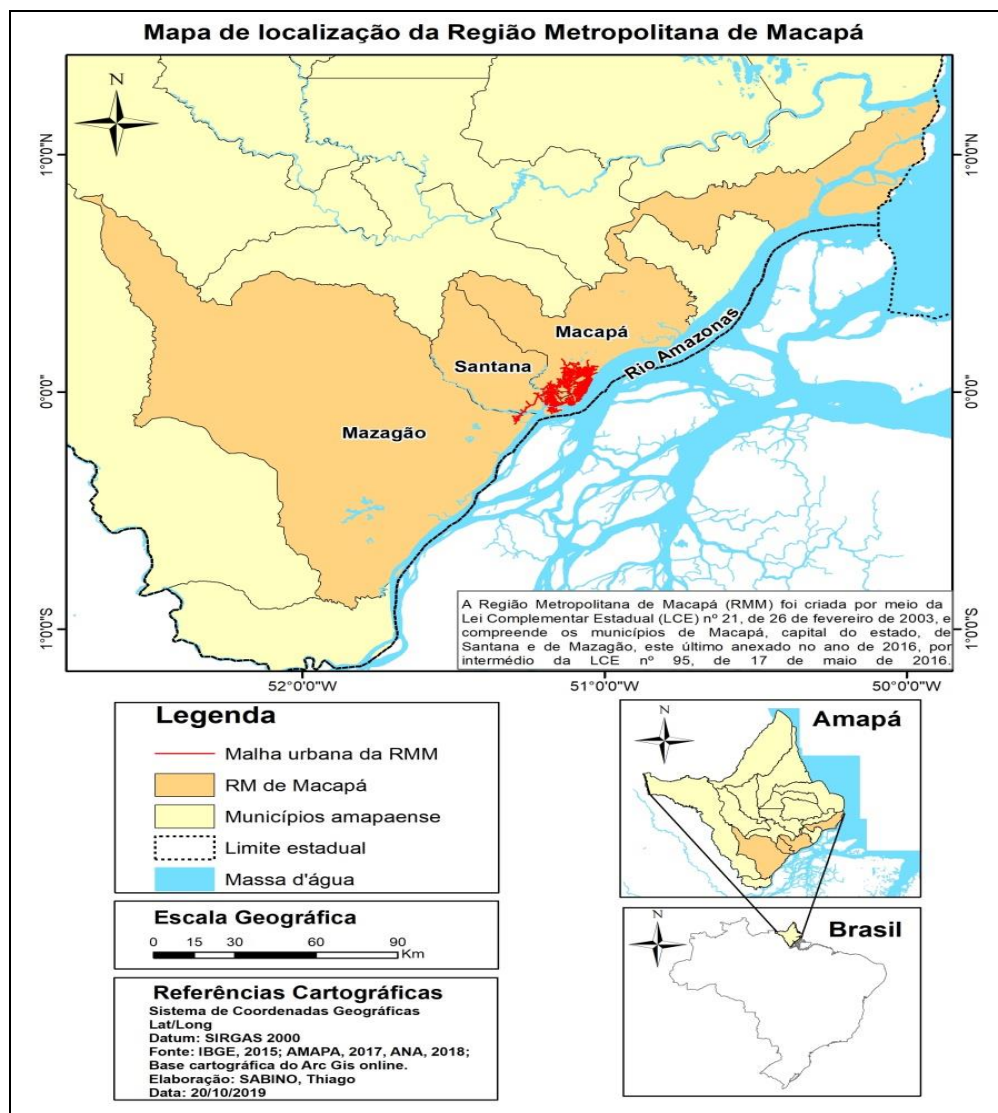 Mapa de localização da Região Metropolitana de Macapá
N
1°0'0"N
1°0'0"N
Macapá
Rio Amazonas
Santana
0°0'0"
0°0'0"
Mazagão
1°0'0"S
1°0'0"S
A Região Metropolitana de Macapá (RMM) foi criada por meio da
Lei Complementar Estadual (LCE) nº 21, de 26 de fevereiro de 2003, e
compreende os municípios de Macapá, capital do estado, de
Santana e de Mazagão, este último anexado no ano de 2016, por
intermédio da LCE nº 95, de 17 de maio de 2016.
52°0'0"W
51°0'0"W
50°0'0"W
Legenda
Malha urbana da RMM
RM de Macapá
Municípios amapaense
Limite estadual
Massa d'água
N
Amapá
Escala Geográfica
0 15 30 60 90
Km
N
Brasil
Referências Cartográficas
Sistema de Coordenadas Geográficas
Lat/Long
Datum: SIRGAS 2000
Fonte: IBGE, 2015; AMAPA, 2017, ANA, 2018;
Base cartográfica do Arc Gis online.
Elaboração: SABINO, Thiago
Data: 20/10/2019